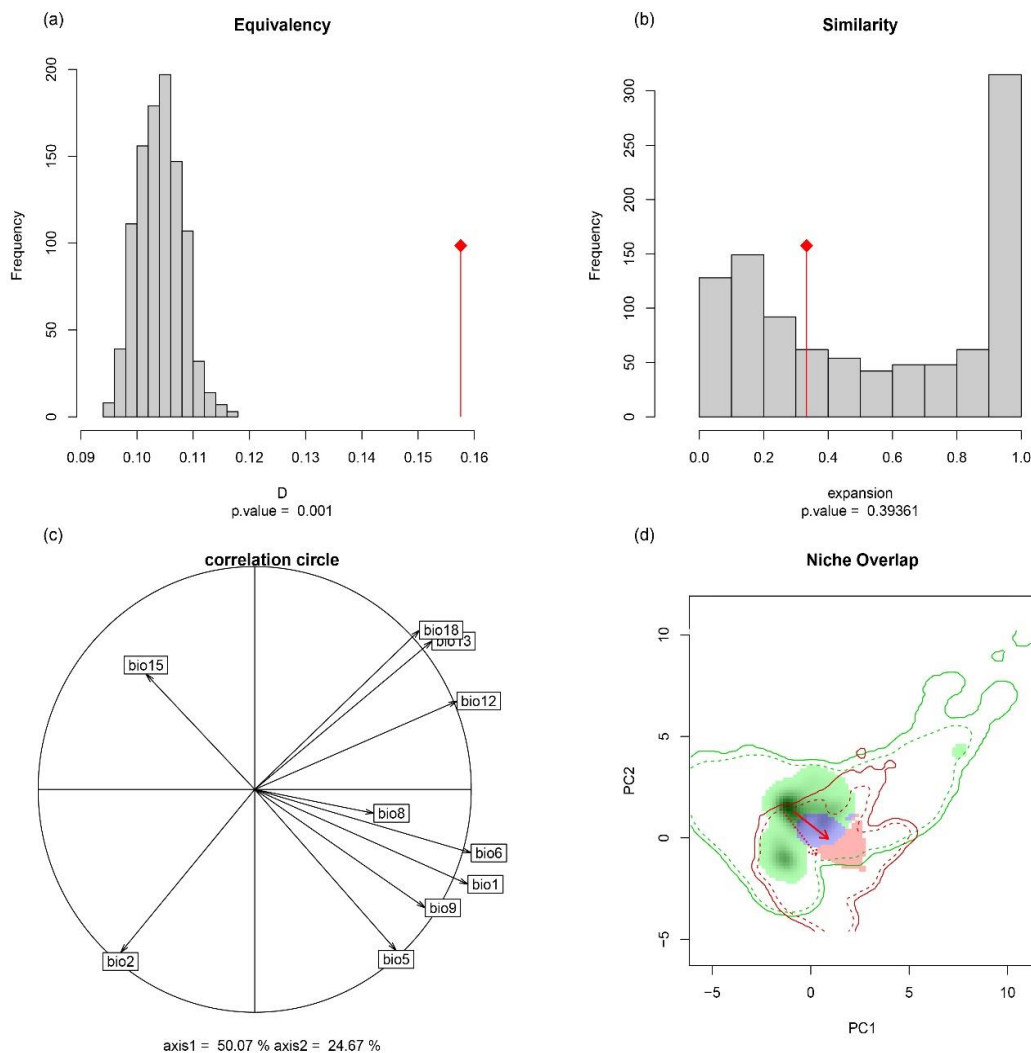 (a)
Equivalency
Frequency
0
50
100
150
200
0.09
0.10
0.11
0.12
0.13
0.14
0.15
0.16
D
p.value = 0.001
(b)
Similarity
Frequency
0
50
100
150
200
250
300
0.0
0.2
0.4
0.6
0.8
1.0
expansion
p.value = 0.39361
(c)
correlation circle
bio18
bio13
bio15
bio12
bio8
bio6
bio1
bio9
bio2
bio5
axis1 = 50.07 % axis2 = 24.67 %
(d)
Niche Overlap
PC2
10
5
0
−5
−5
0
5
10
PC1